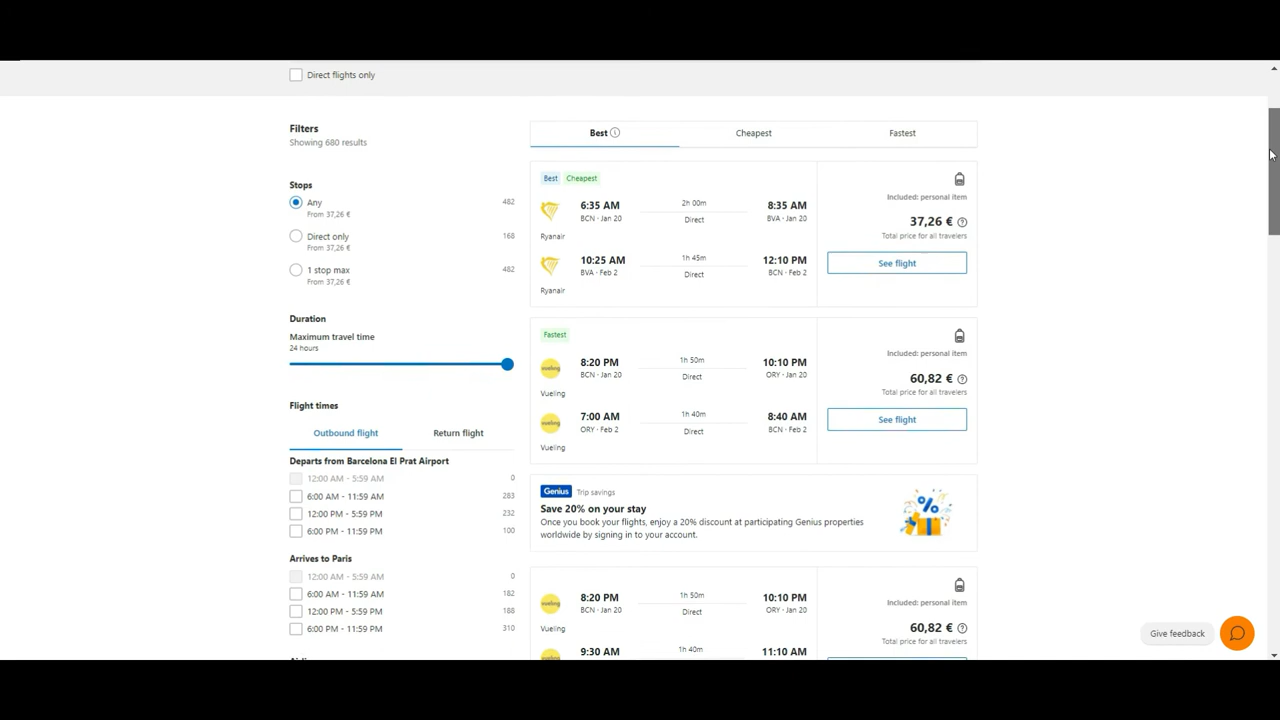 Direct flights only
Filters
Showing 680 results
Stops
Any 482
From 37,26 €
Direct only 168
From 37,26 €
1 stop max 482
From 37,26 €
Duration
Maximum travel time
24 hours
Flight times
Outbound flight Return flight
Departs from Barcelona El Prat Airport
12:00 AM - 5:59 AM 0
6:00 AM - 11:59 AM 283
12:00 PM - 5:59 PM 232
6:00 PM - 11:59 PM 100
Arrives to Paris
12:00 AM - 5:59 AM 0
6:00 AM - 11:59 AM 182
12:00 PM - 5:59 PM 188
6:00 PM - 11:59 PM 310
Best Cheapest Fastest
Best Cheapest
6:35 AM 2h 00m 8:35 AM
BCN · Jan 20 Direct BVA · Jan 20
Ryanair
10:25 AM 1h 45m 12:10 PM
BVA · Feb 2 Direct BCN · Feb 2
Ryanair
Included: personal item
37,26 €
Total price for all travelers
See flight
Fastest
8:20 PM 1h 50m 10:10 PM
BCN · Jan 20 Direct ORY · Jan 20
vueling
Vueling
7:00 AM 1h 40m 8:40 AM
ORY · Feb 2 Direct BCN · Feb 2
vueling
Vueling
Included: personal item
60,82 €
Total price for all travelers
See flight
Genius Trip savings
Save 20% on your stay
Once you book your flights, enjoy a 20% discount at participating Genius properties
worldwide by signing in to your account.
%
8:20 PM 1h 50m 10:10 PM
BCN · Jan 20 Direct ORY · Jan 20
vueling
Vueling
9:30 AM 1h 40m 11:10 AM
vueling
Included: personal item
60,82 €
Total price for all travelers
Give feedback